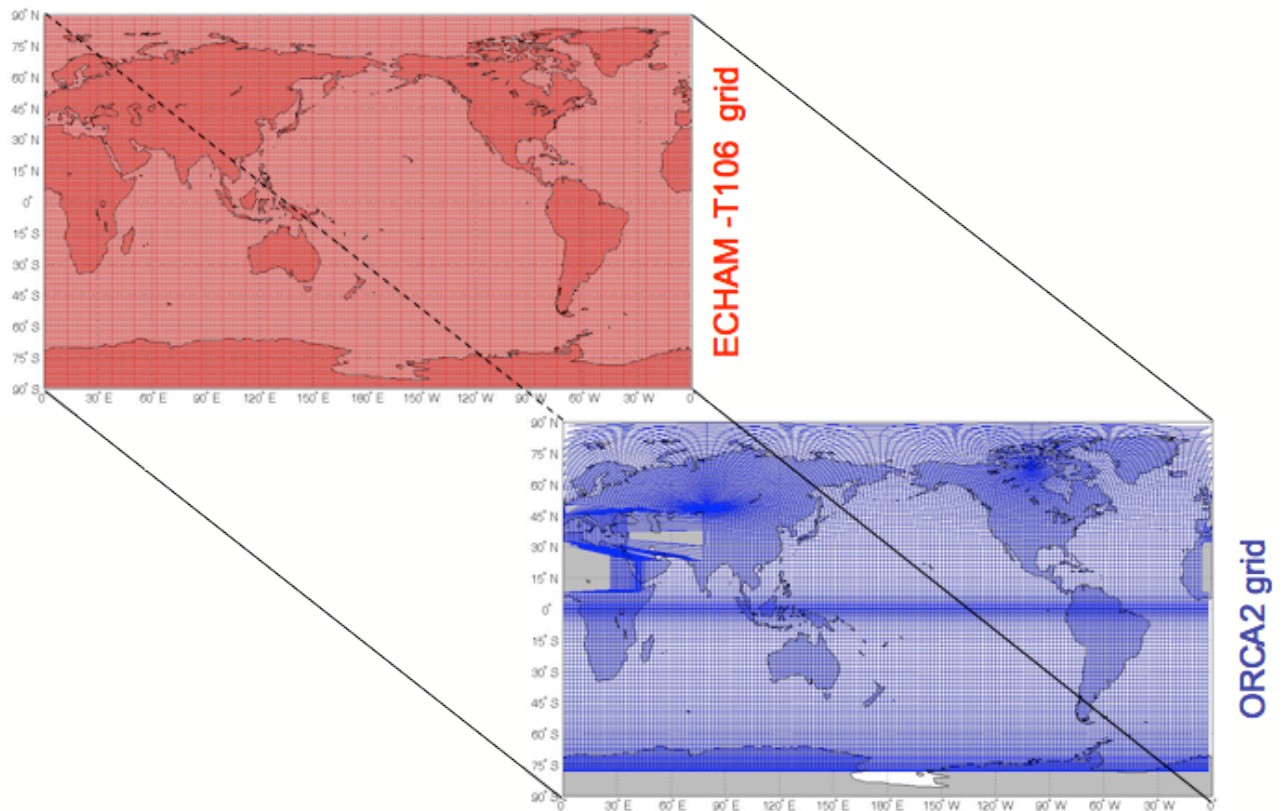 90° N
75° N
60° N
45° N
30° N
15° N
0°
15° S
30° S
45° S
60° S
75° S
90° S
0° 30° E 60° E 90° E 120° E 150° E 180° E 150° W 120° W 90° W 60° W 30° W 0
ECHAM -T106 grid
90° N
75° N
60° N
45° N
30° N
15° N
0°
15° S
30° S
45° S
60° S
75° S
90° S
0° 30° E 60° E 90° E 120° E 150° E 180° E 150° W 120° W 90° W 60° W 30° W 0
ORCA2 grid